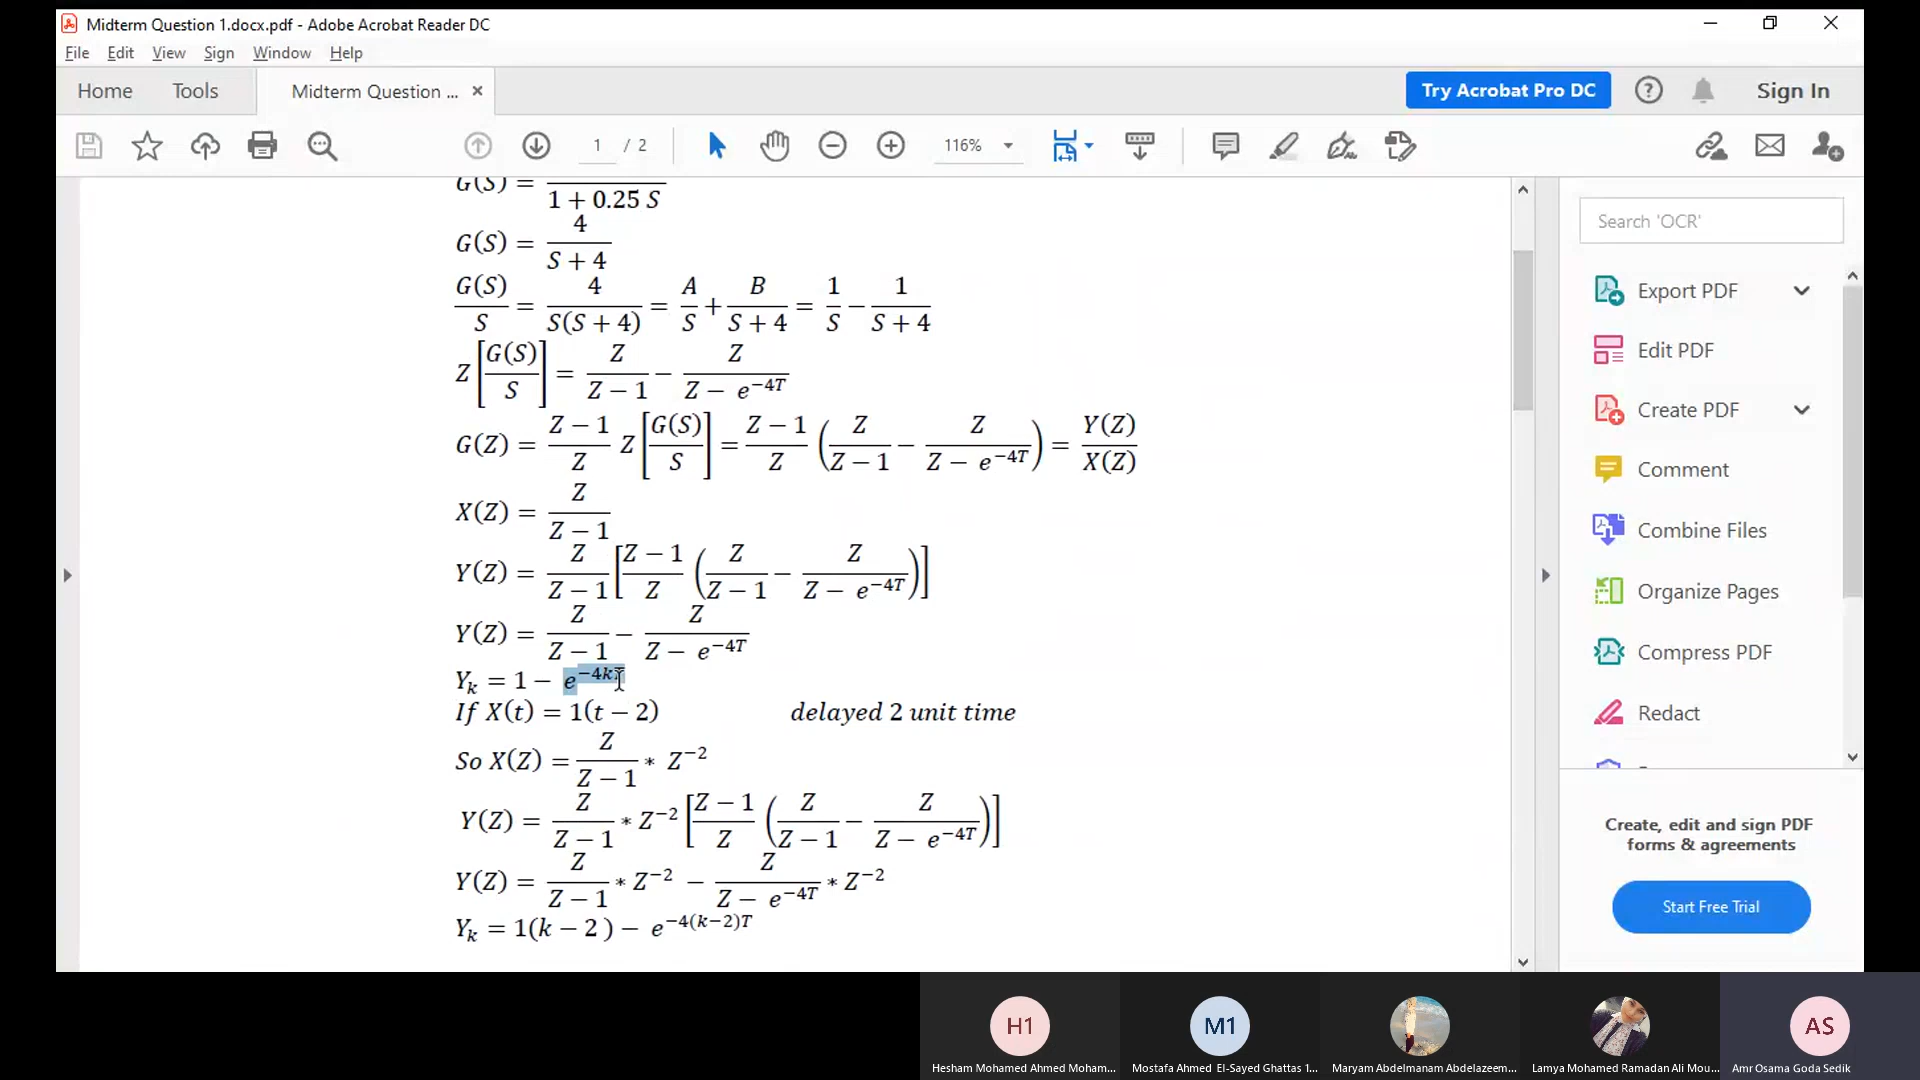 Midterm Question 1.docx.pdf - Adobe Acrobat Reader DC
File Edit View Sign Window Help
Home Tools Midterm Question ... × Try Acrobat Pro DC Sign In
1 / 2 116%
G(S) = 1 + 0.25 S
G(S) = 4 / (S + 4)
G(S)/S = 4 / (S(S + 4)) = A/S + B/(S + 4) = 1/S − 1/(S + 4)
Z[G(S)/S] = Z/(Z − 1) − Z/(Z − e^{−4T})
G(Z) = (Z − 1)/Z Z[G(S)/S] = (Z − 1)/Z (Z/(Z − 1) − Z/(Z − e^{−4T})) = Y(Z)/X(Z)
X(Z) = Z/(Z − 1)
Y(Z) = Z/(Z − 1) [(Z − 1)/Z (Z/(Z − 1) − Z/(Z − e^{−4T}))]
Y(Z) = Z/(Z − 1) − Z/(Z − e^{−4T})
Y_k = 1 − e^{−4k}
If X(t) = 1(t − 2) delayed 2 unit time
So X(Z) = Z/(Z − 1) * Z^{−2}
Y(Z) = Z/(Z − 1) * Z^{−2} [(Z − 1)/Z (Z/(Z − 1) − Z/(Z − e^{−4T}))]
Y(Z) = Z/(Z − 1) * Z^{−2} − Z/(Z − e^{−4T}) * Z^{−2}
Y_k = 1(k − 2 ) − e^{−4(k−2)T}
Search 'OCR'
Export PDF
Edit PDF
Create PDF
Comment
Combine Files
Organize Pages
Compress PDF
Redact
Create, edit and sign PDF
forms & agreements
Start Free Trial
H1 M1 AS
Hesham Mohamed Ahmed Moham... Mostafa Ahmed El-Sayed Ghattas 1... Maryam Abdelmanam Abdelazeem... Lamya Mohamed Ramadan Ali Mou... Amr Osama Goda Sedik